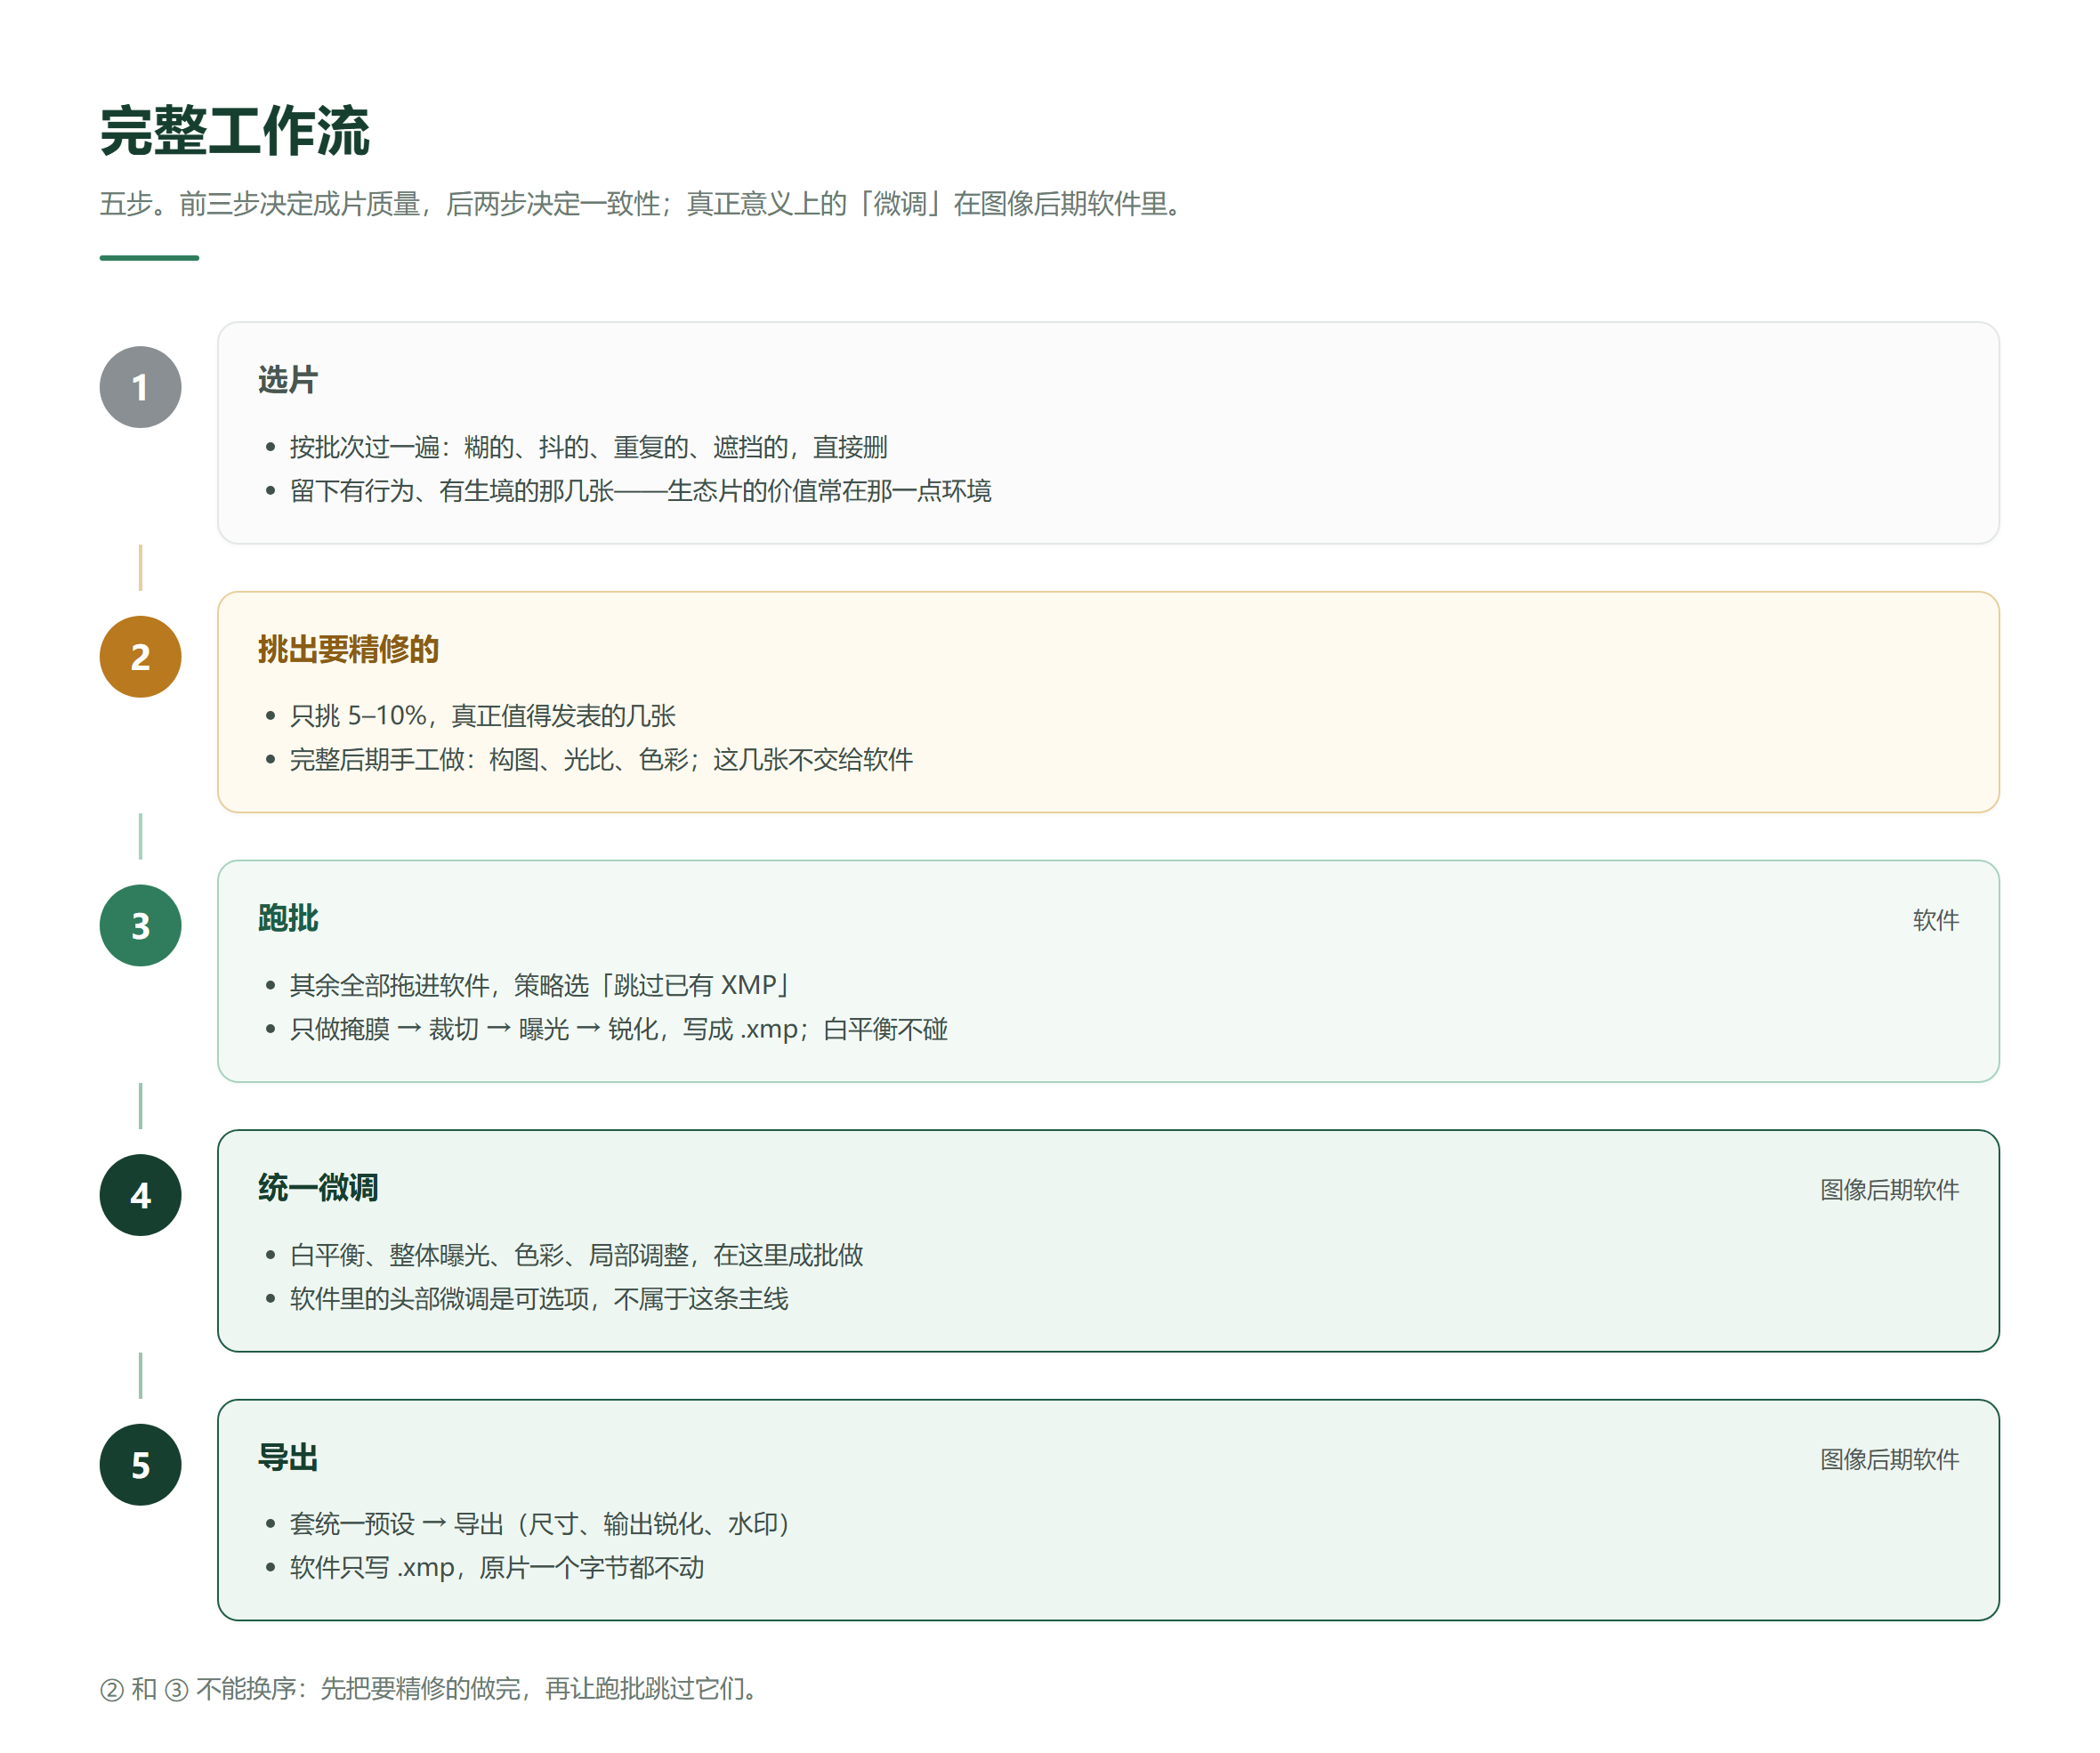 完整工作流
五步。前三步决定成片质量，后两步决定一致性；真正意义上的「微调」在图像后期软件里。
1
选片
• 按批次过一遍：糊的、抖的、重复的、遮挡的，直接删
• 留下有行为、有生境的那几张——生态片的价值常在那一点环境
2
挑出要精修的
• 只挑 5–10%，真正值得发表的几张
• 完整后期手工做：构图、光比、色彩；这几张不交给软件
3
跑批
软件
• 其余全部拖进软件，策略选「跳过已有 XMP」
• 只做掩膜 → 裁切 → 曝光 → 锐化，写成 .xmp；白平衡不碰
4
统一微调
图像后期软件
• 白平衡、整体曝光、色彩、局部调整，在这里成批做
• 软件里的头部微调是可选项，不属于这条主线
5
导出
图像后期软件
• 套统一预设 → 导出（尺寸、输出锐化、水印）
• 软件只写 .xmp，原片一个字节都不动
② 和 ③ 不能换序：先把要精修的做完，再让跑批跳过它们。